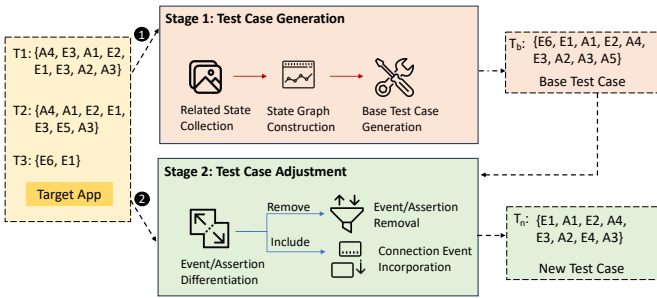 T1: {A4, E3, A1, E2,
E1, E3, A2, A3}
T2: {A4, A1, E2, E1,
E3, E5, A3}
T3: {E6, E1}
Target App
1
2
Stage 1: Test Case Generation
Related State
Collection
State Graph
Construction
Base Test Case
Generation
Tb: {E6, E1, A1, E2, A4,
E3, A2, A3, A5}
Base Test Case
Stage 2: Test Case Adjustment
Event/Assertion
Differentiation
Remove
Include
Event/Assertion
Removal
Connection Event
Incorporation
Tn: {E1, A1, E2, A4,
E3, A2, E4, A3}
New Test Case